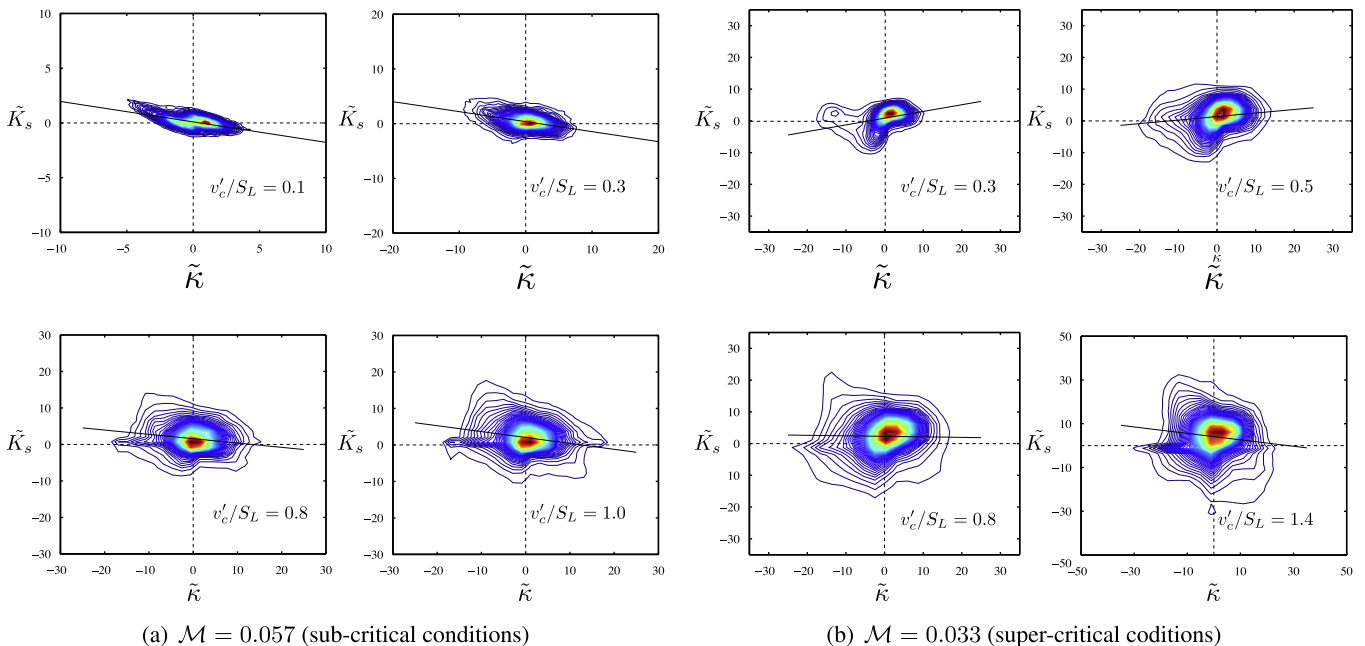 10
5
0
−5
−10
K̃s
−10 −5 0 5 10
κ̃
v′c/SL = 0.1
20
10
0
−10
−20
K̃s
−20 −10 0 10 20
κ̃
v′c/SL = 0.3
30
20
10
0
−10
−20
−30
K̃s
−30 −20 −10 0 10 20 30
κ̃
v′c/SL = 0.3
30
20
10
0
−10
−20
−30
K̃s
−30 −20 −10 0 10 20 30
κ
κ̃
v′c/SL = 0.5
30
20
10
0
−10
−20
−30
K̃s
−30 −20 −10 0 10 20 30
κ̃
v′c/SL = 0.8
30
20
10
0
−10
−20
−30
K̃s
−30 −20 −10 0 10 20 30
κ̃
v′c/SL = 1.0
30
20
10
0
−10
−20
−30
K̃s
−30 −20 −10 0 10 20 30
κ̃
v′c/SL = 0.8
50
40
30
20
10
0
−10
−20
−30
−40
−50
K̃s
−50 −30 −10 10 30 50
κ̃
v′c/SL = 1.4
(a) ℳ = 0.057 (sub-critical conditions)
(b) ℳ = 0.033 (super-critical coditions)